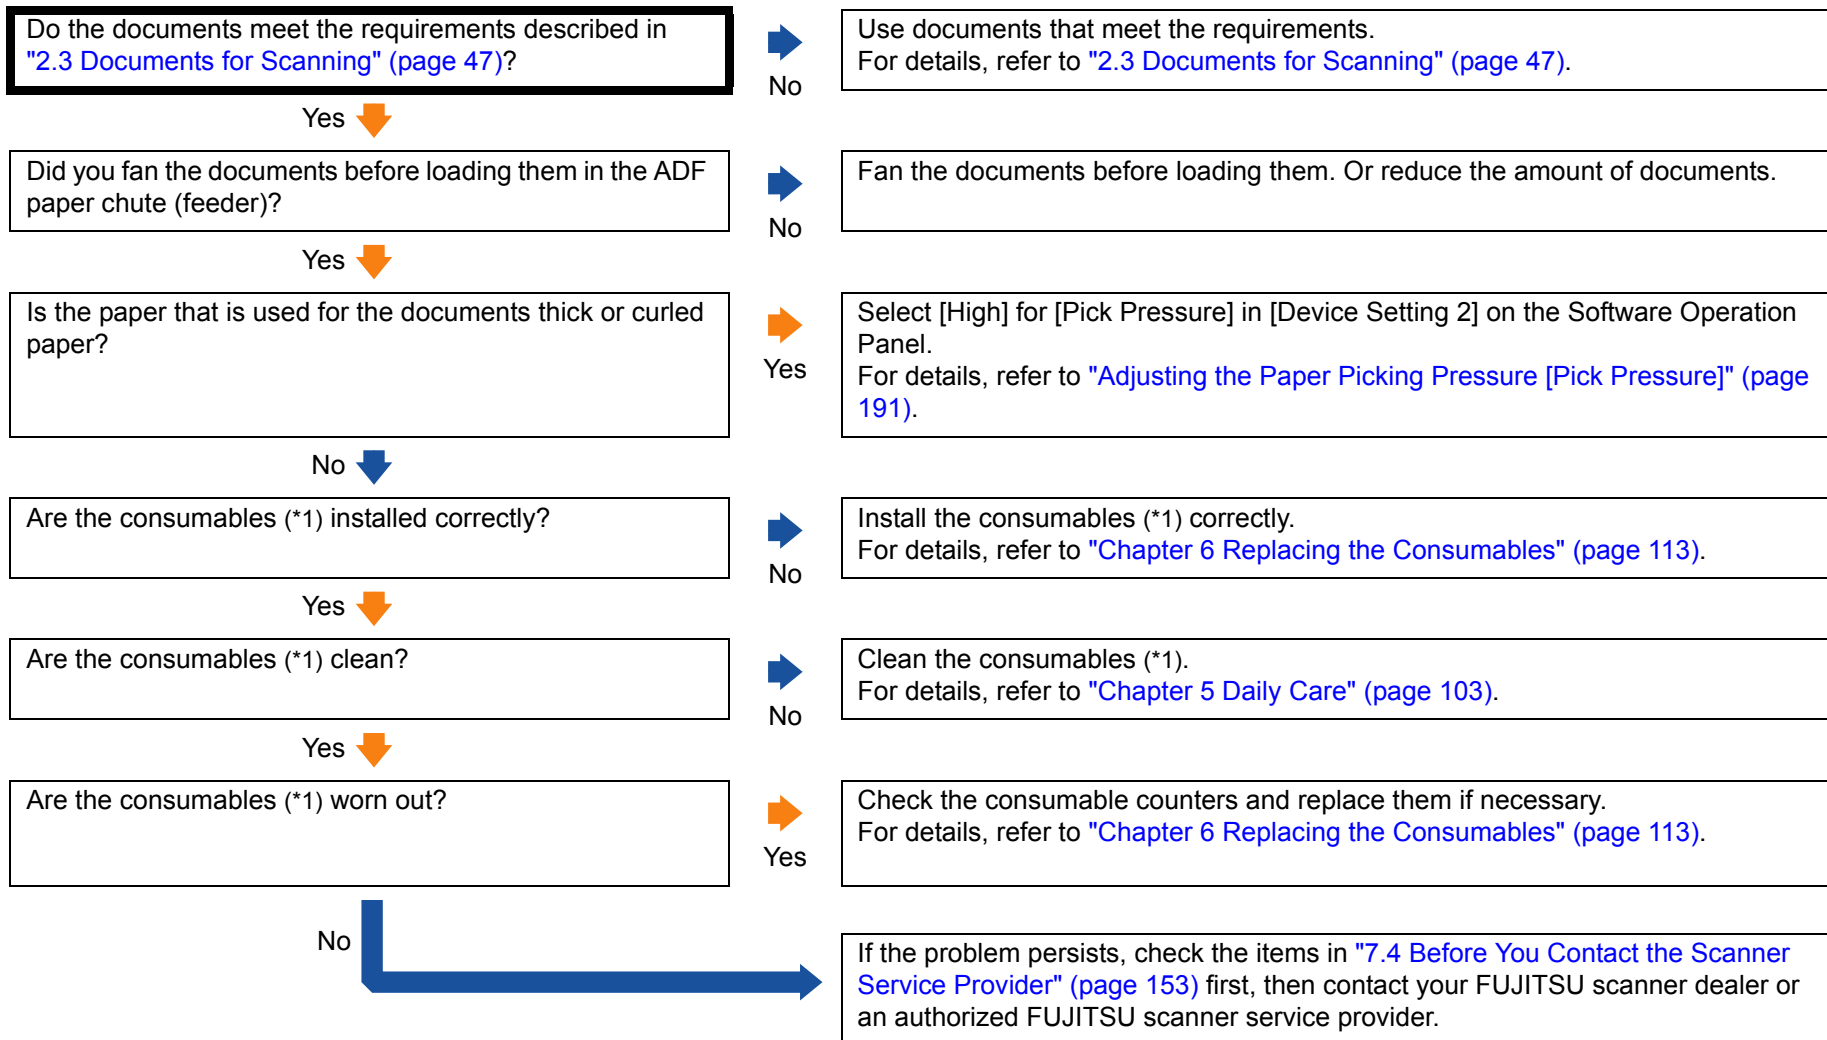 Do the documents meet the requirements described in
"2.3 Documents for Scanning" (page 47)?
No
Use documents that meet the requirements.
For details, refer to "2.3 Documents for Scanning" (page 47).
Yes
Did you fan the documents before loading them in the ADF
paper chute (feeder)?
No
Fan the documents before loading them. Or reduce the amount of documents.
Yes
Is the paper that is used for the documents thick or curled
paper?
Yes
Select [High] for [Pick Pressure] in [Device Setting 2] on the Software Operation
Panel.
For details, refer to "Adjusting the Paper Picking Pressure [Pick Pressure]" (page
191).
No
Are the consumables (*1) installed correctly?
No
Install the consumables (*1) correctly.
For details, refer to "Chapter 6 Replacing the Consumables" (page 113).
Yes
Are the consumables (*1) clean?
No
Clean the consumables (*1).
For details, refer to "Chapter 5 Daily Care" (page 103).
Yes
Are the consumables (*1) worn out?
Yes
Check the consumable counters and replace them if necessary.
For details, refer to "Chapter 6 Replacing the Consumables" (page 113).
No
If the problem persists, check the items in "7.4 Before You Contact the Scanner
Service Provider" (page 153) first, then contact your FUJITSU scanner dealer or
an authorized FUJITSU scanner service provider.